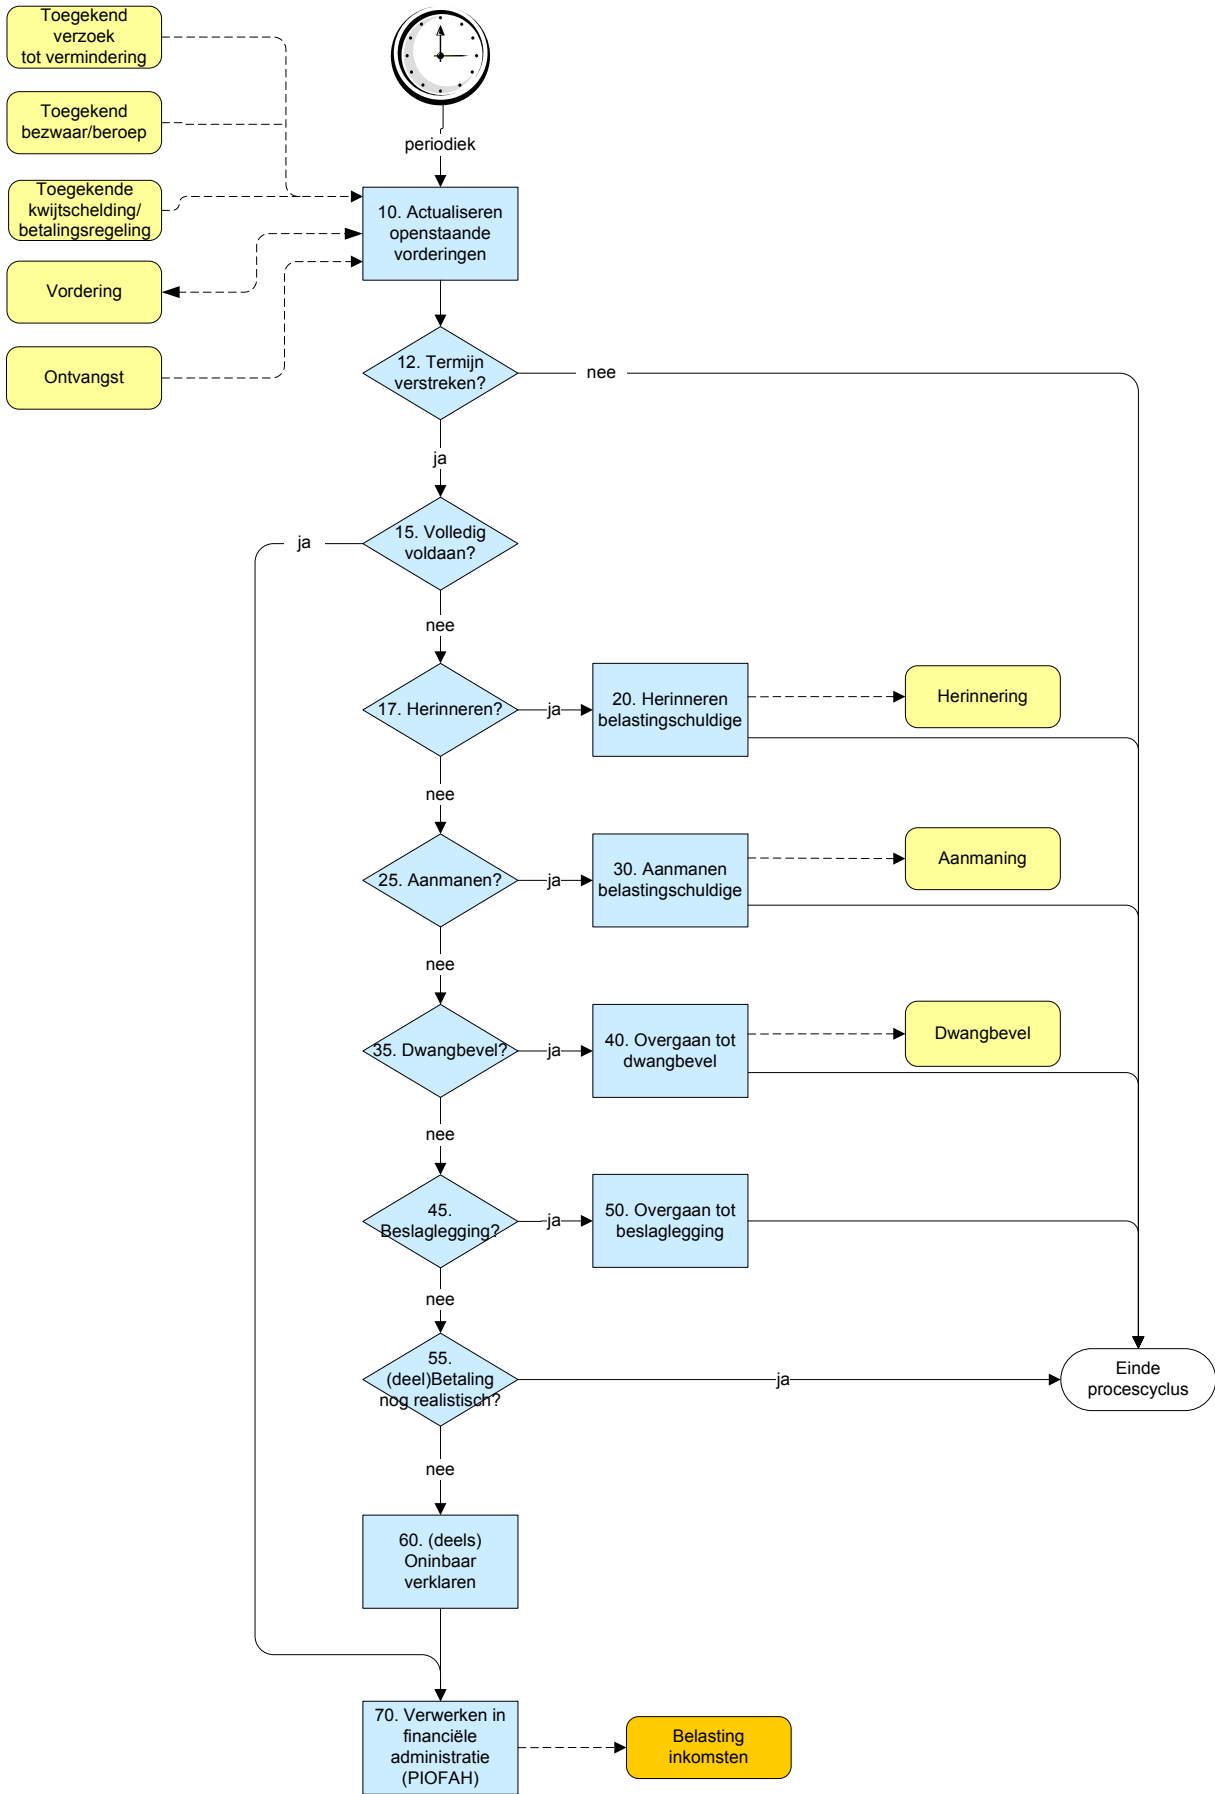 Toegekend
verzoek
tot vermindering
Toegekend
bezwaar/beroep
Toegekende
kwijtschelding/
betalingsregeling
Vordering
Ontvangst
periodiek
10. Actualiseren
openstaande
vorderingen
12. Termijn
verstreken?
nee
ja
15. Volledig
voldaan?
ja
nee
17. Herinneren?
ja
20. Herinneren
belastingschuldige
Herinnering
nee
25. Aanmanen?
ja
30. Aanmanen
belastingschuldige
Aanmaning
nee
35. Dwangbevel?
ja
40. Overgaan tot
dwangbevel
Dwangbevel
nee
45.
Beslaglegging?
ja
50. Overgaan tot
beslaglegging
nee
55.
(deel)Betaling
nog realistisch?
ja
Einde
procescyclus
nee
60. (deels)
Oninbaar
verklaren
70. Verwerken in
financiële
administratie
(PIOFAH)
Belasting
inkomsten